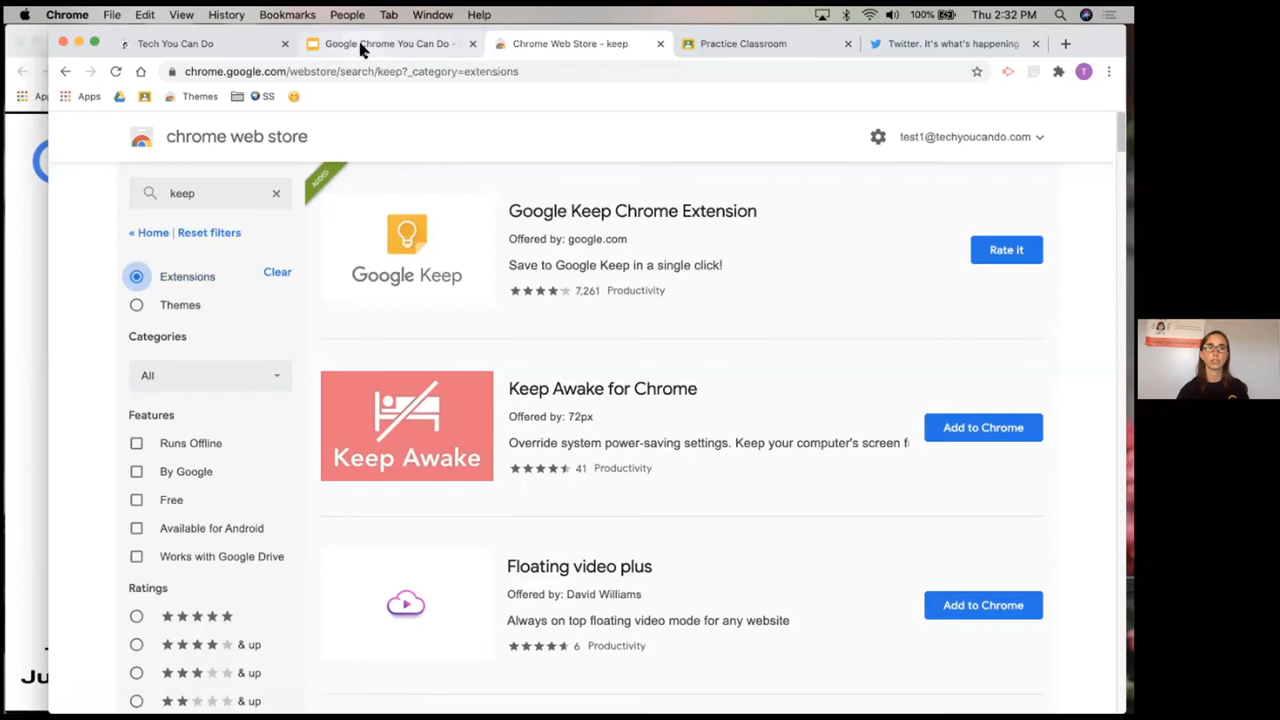 Chrome File Edit View History Bookmarks People Tab Window Help 100% Thu 2:32 PM
Tech You Can Do Google Chrome You Can Do - Chrome Web Store - keep Practice Classroom Twitter. It's what's happening
chrome.google.com/webstore/search/keep?_category=extensions T
Apps Themes SS
chrome web store test1@techyoucando.com
keep
« Home | Reset filters
Extensions Clear
Themes
Categories
All
Features
Runs Offline
By Google
Free
Available for Android
Works with Google Drive
Ratings
& up
& up
& up
ADDED
Google Keep
Google Keep Chrome Extension
Offered by: google.com
Save to Google Keep in a single click!
7,261 Productivity
Rate it
Keep Awake
Keep Awake for Chrome
Offered by: 72px
Override system power-saving settings. Keep your computer's screen f
41 Productivity
Add to Chrome
Floating video plus
Offered by: David Williams
Always on top floating video mode for any website
6 Productivity
Add to Chrome
Ju